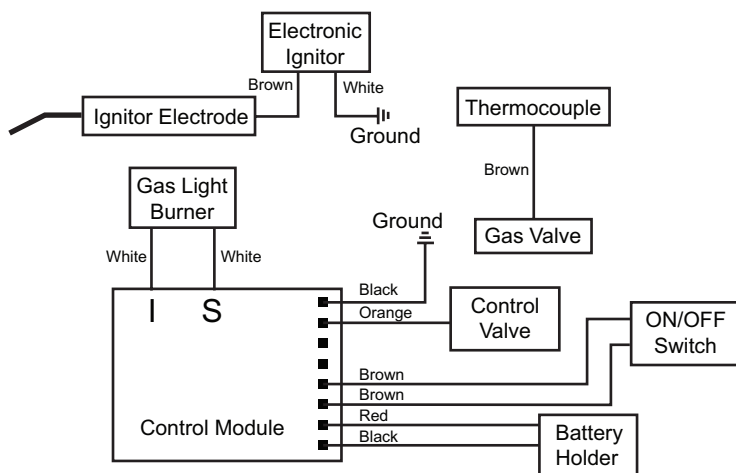 Electronic
Ignitor
Brown
White
Ignitor Electrode
Ground
Thermocouple
Brown
Gas Valve
Gas Light
Burner
White
White
Ground
I
S
Black
Orange
Control
Valve
ON/OFF
Switch
Brown
Brown
Red
Black
Control Module
Battery
Holder